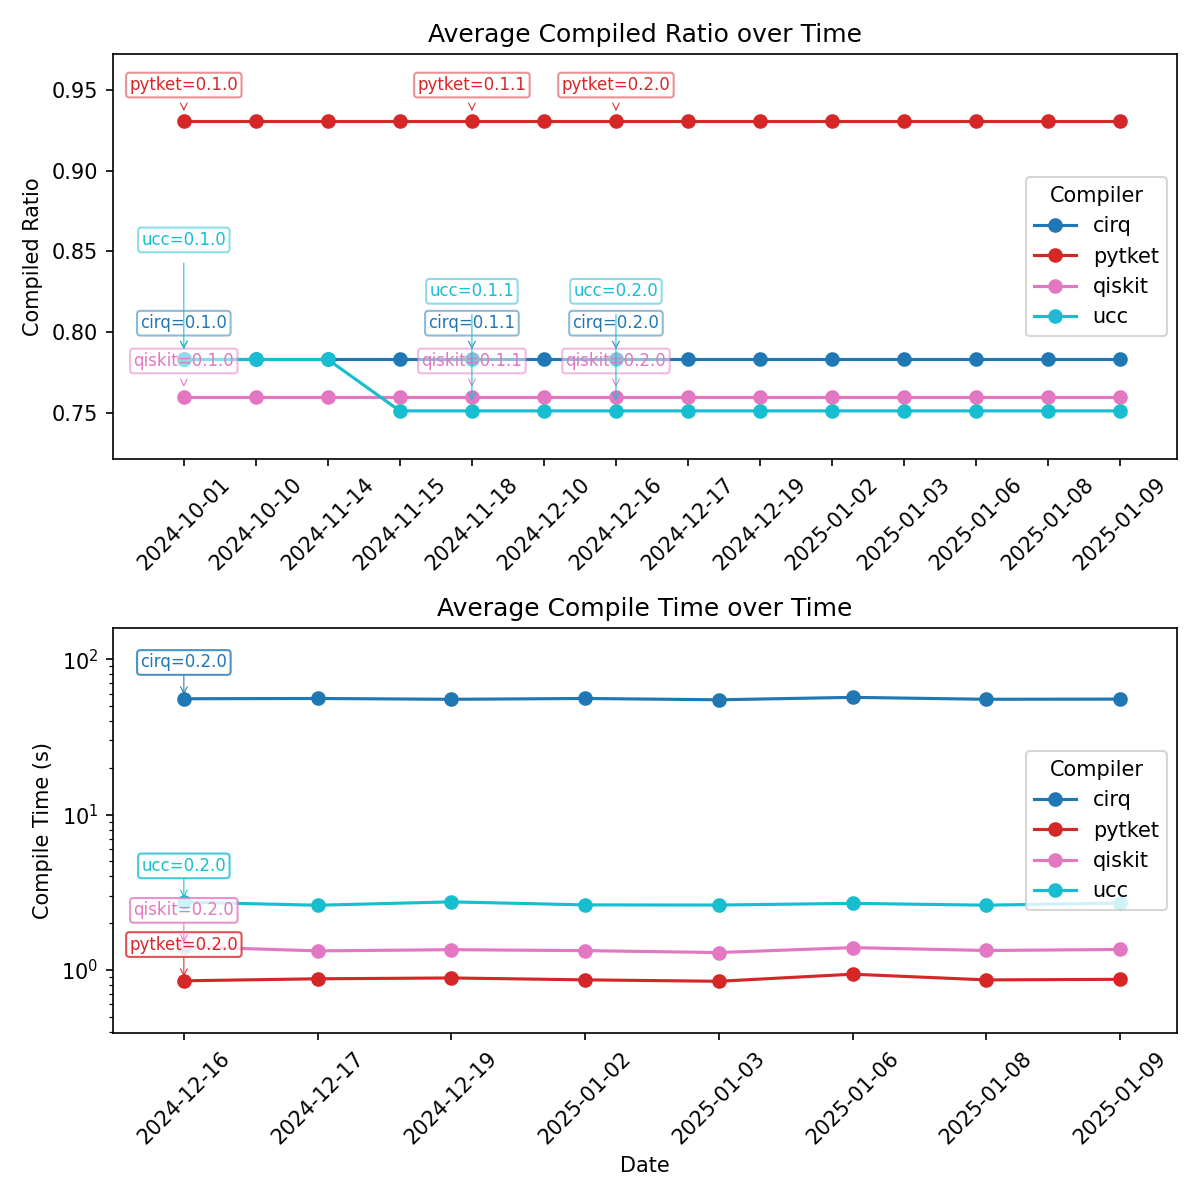 Average Compiled Ratio over Time
Compiled Ratio
0.95
0.90
0.85
0.80
0.75
pytket=0.1.0
pytket=0.1.1
pytket=0.2.0
ucc=0.1.0
ucc=0.1.1
ucc=0.2.0
cirq=0.1.0
cirq=0.1.1
cirq=0.2.0
qiskit=0.1.0
qiskit=0.1.1
qiskit=0.2.0
Compiler
cirq
pytket
qiskit
ucc
2024-10-01
2024-10-10
2024-11-14
2024-11-15
2024-11-18
2024-12-10
2024-12-16
2024-12-17
2024-12-19
2025-01-02
2025-01-03
2025-01-06
2025-01-08
2025-01-09
Average Compile Time over Time
Compile Time (s)
10²
10¹
10⁰
cirq=0.2.0
ucc=0.2.0
qiskit=0.2.0
pytket=0.2.0
Compiler
cirq
pytket
qiskit
ucc
2024-12-16
2024-12-17
2024-12-19
2025-01-02
2025-01-03
2025-01-06
2025-01-08
2025-01-09
Date